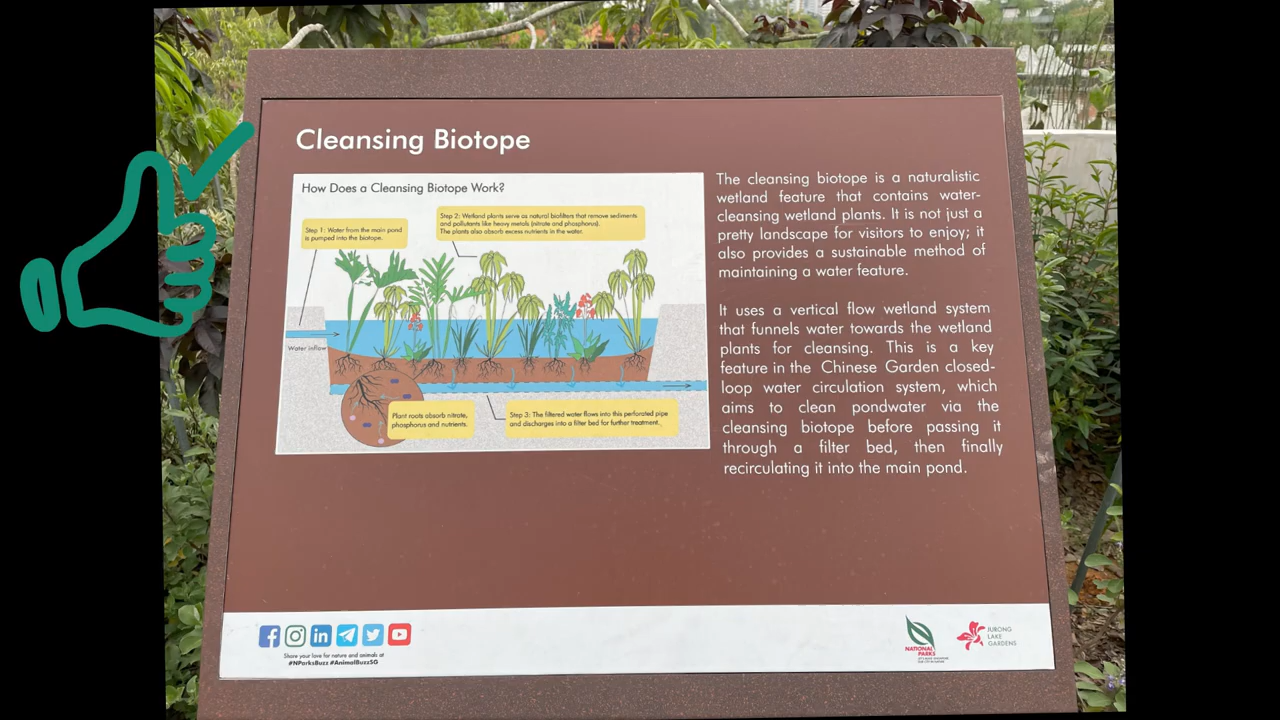 Cleansing Biotope
How Does a Cleansing Biotope Work?
Step 1: Water from the main pond
is pumped into the biotope.
Step 2: Wetland plants serve as natural biofilters that remove sediments
and pollutants like heavy metals (nitrate and phosphorus).
The plants also absorb excess nutrients in the water.
Water inflow
Plant roots absorb nitrate,
phosphorus and nutrients.
Step 3: The filtered water flows into this perforated pipe
and discharges into a filter bed for further treatment.
The cleansing biotope is a naturalistic
wetland feature that contains water-
cleansing wetland plants. It is not just a
pretty landscape for visitors to enjoy; it
also provides a sustainable method of
maintaining a water feature.
It uses a vertical flow wetland system
that funnels water towards the wetland
plants for cleansing. This is a key
feature in the Chinese Garden closed-
loop water circulation system, which
aims to clean pondwater via the
cleansing biotope before passing it
through a filter bed, then finally
recirculating it into the main pond.
Share your love for nature and animals at
#NParksBuzz #AnimalBuzzSG
NATIONAL
PARKS
JURONG
LAKE
GARDENS